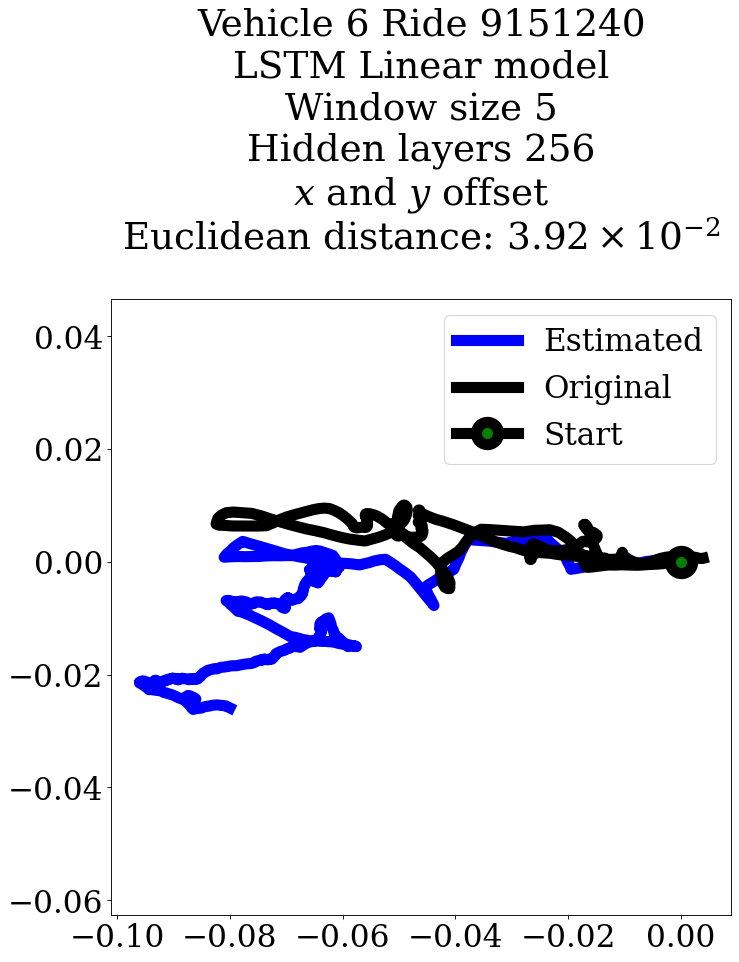 Vehicle 6 Ride 9151240
LSTM Linear model
Window size 5
Hidden layers 256
x and y offset
Euclidean distance: 3.92 × 10⁻²
Estimated
Original
Start
0.04
0.02
0.00
−0.02
−0.04
−0.06
−0.10 −0.08 −0.06 −0.04 −0.02 0.00